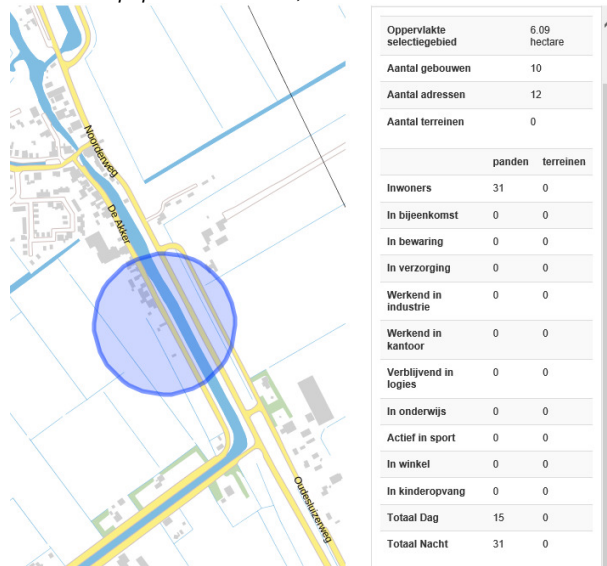 Noorderweg
De Akker
Oudesluizerweg
Oppervlakte selectiegebied 6.09 hectare
Aantal gebouwen 10
Aantal adressen 12
Aantal terreinen 0
panden terreinen
Inwoners 31 0
In bijeenkomst 0 0
In bewaring 0 0
In verzorging 0 0
Werkend in industrie 0 0
Werkend in kantoor 0 0
Verblijvend in logies 0 0
In onderwijs 0 0
Actief in sport 0 0
In winkel 0 0
In kinderopvang 0 0
Totaal Dag 15 0
Totaal Nacht 31 0